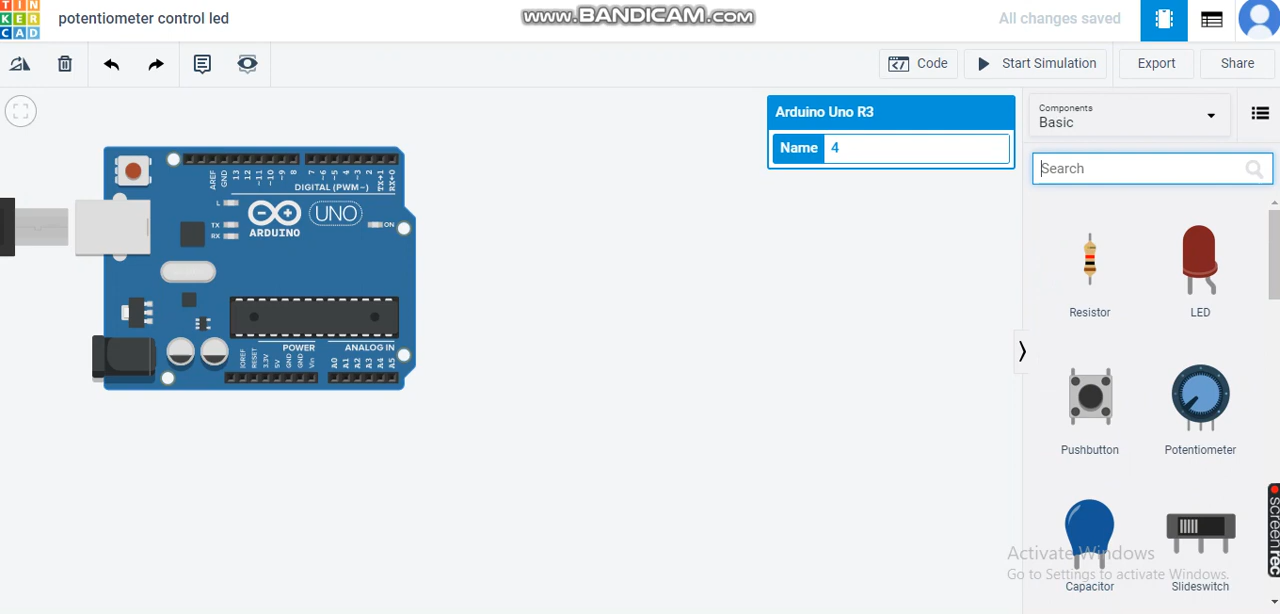 TIN
KER
CAD
potentiometer control led
www.BANDICAM.com
All changes saved
Code
Start Simulation
Export
Share
Arduino Uno R3
Name
4
Components
Basic
Search
Resistor
LED
Pushbutton
Potentiometer
Capacitor
Slideswitch
AREF
GND
13
12
~11
~10
~9
8
7
~6
~5
4
~3
2
TX→1
RX←0
DIGITAL (PWM~)
L
TX
RX
UNO
ARDUINO
ON
POWER
ANALOG IN
IOREF
RESET
3.3V
5V
GND
GND
Vin
A0
A1
A2
A3
A4
A5
Activate Windows
Go to Settings to activate Windows.
screenrec